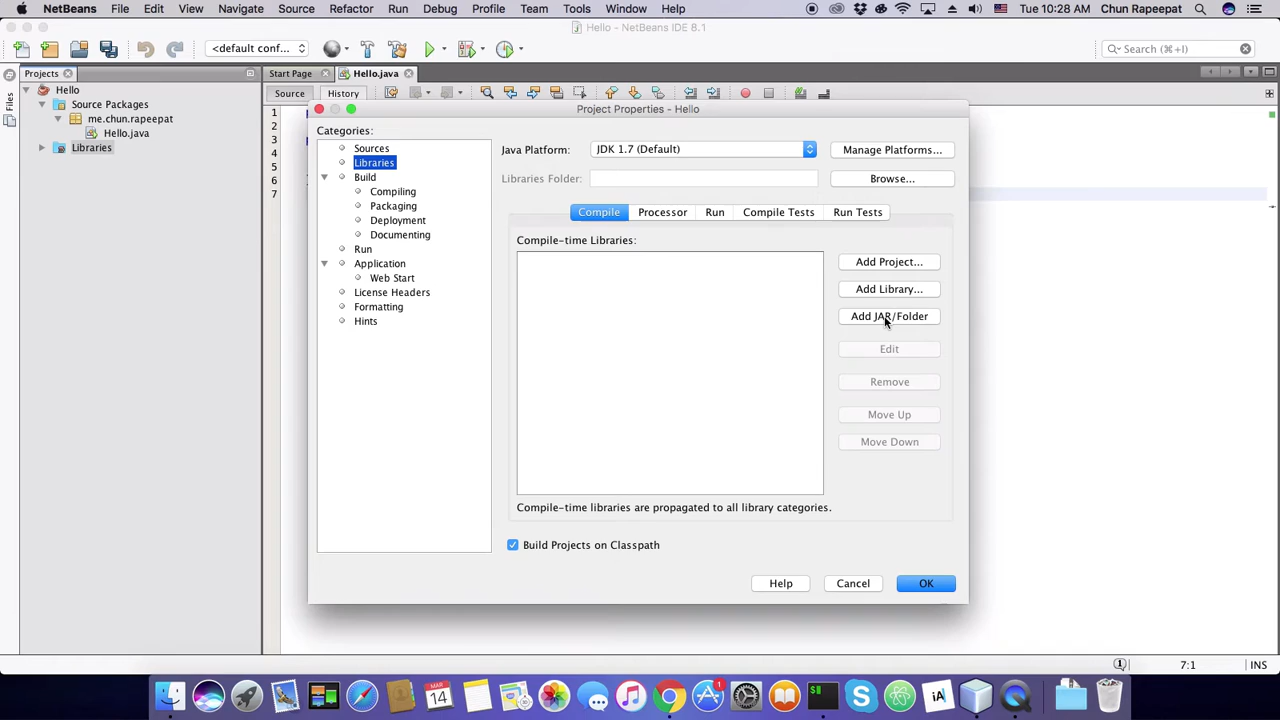 NetBeans File Edit View Navigate Source Refactor Run Debug Profile Team Tools Window Help Tue 10:28 AM Chun Rapeepat
Hello - NetBeans IDE 8.1
<default conf... Search (⌘+I)
Projects Start Page Hello.java
Files
Source History
Hello
Source Packages
me.chun.rapeepat
Hello.java
Libraries
1
2
3
4
5
6
7
Project Properties - Hello
Categories:
Sources
Libraries
Build
Compiling
Packaging
Deployment
Documenting
Run
Application
Web Start
License Headers
Formatting
Hints
Java Platform: JDK 1.7 (Default) Manage Platforms...
Libraries Folder: Browse...
Compile Processor Run Compile Tests Run Tests
Compile-time Libraries:
Add Project...
Add Library...
Add JAR/Folder
Edit
Remove
Move Up
Move Down
Compile-time libraries are propagated to all library categories.
Build Projects on Classpath
Help Cancel OK
7:1 INS
MAR
14
1
iA